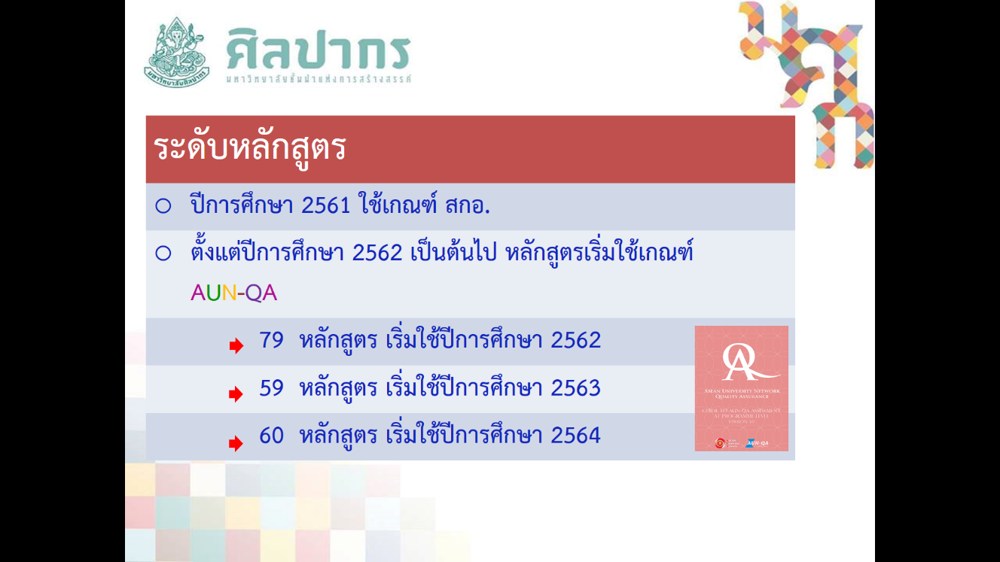 มหาวิทยาลัยศิลปากร
ศิลปากร
มหาวิทยาลัยชั้นนำแห่งการสร้างสรรค์
มศก
ระดับหลักสูตร
ปีการศึกษา 2561 ใช้เกณฑ์ สกอ.
ตั้งแต่ปีการศึกษา 2562 เป็นต้นไป หลักสูตรเริ่มใช้เกณฑ์
AUN-QA
79 หลักสูตร เริ่มใช้ปีการศึกษา 2562
59 หลักสูตร เริ่มใช้ปีการศึกษา 2563
60 หลักสูตร เริ่มใช้ปีการศึกษา 2564
QA
ASEAN UNIVERSITY NETWORK
QUALITY ASSURANCE
GUIDE TO AUN-QA ASSESSMENT
AT PROGRAMME LEVEL
AUN-QA